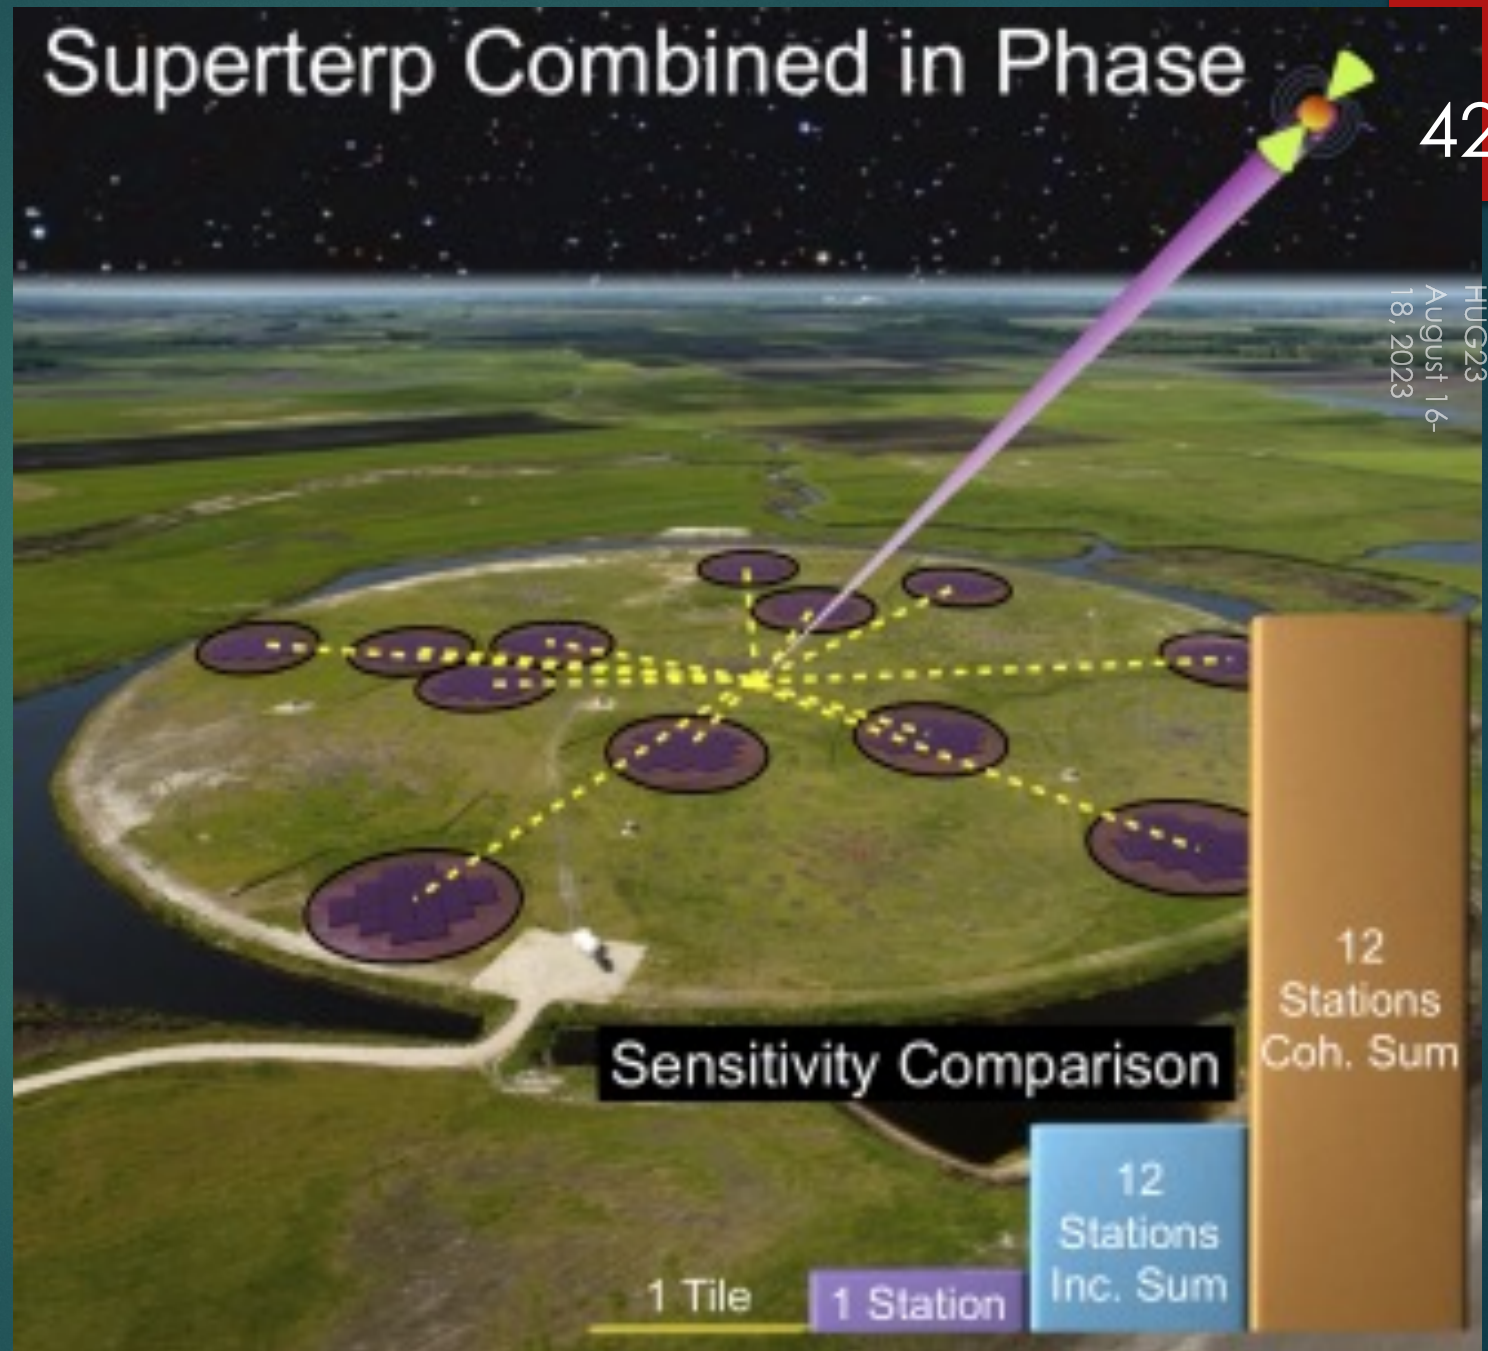 Superterp Combined in Phase
42
HUG23
August 16-
18, 2023
Sensitivity Comparison
12
Stations
Coh. Sum
12
Stations
Inc. Sum
1 Tile
1 Station